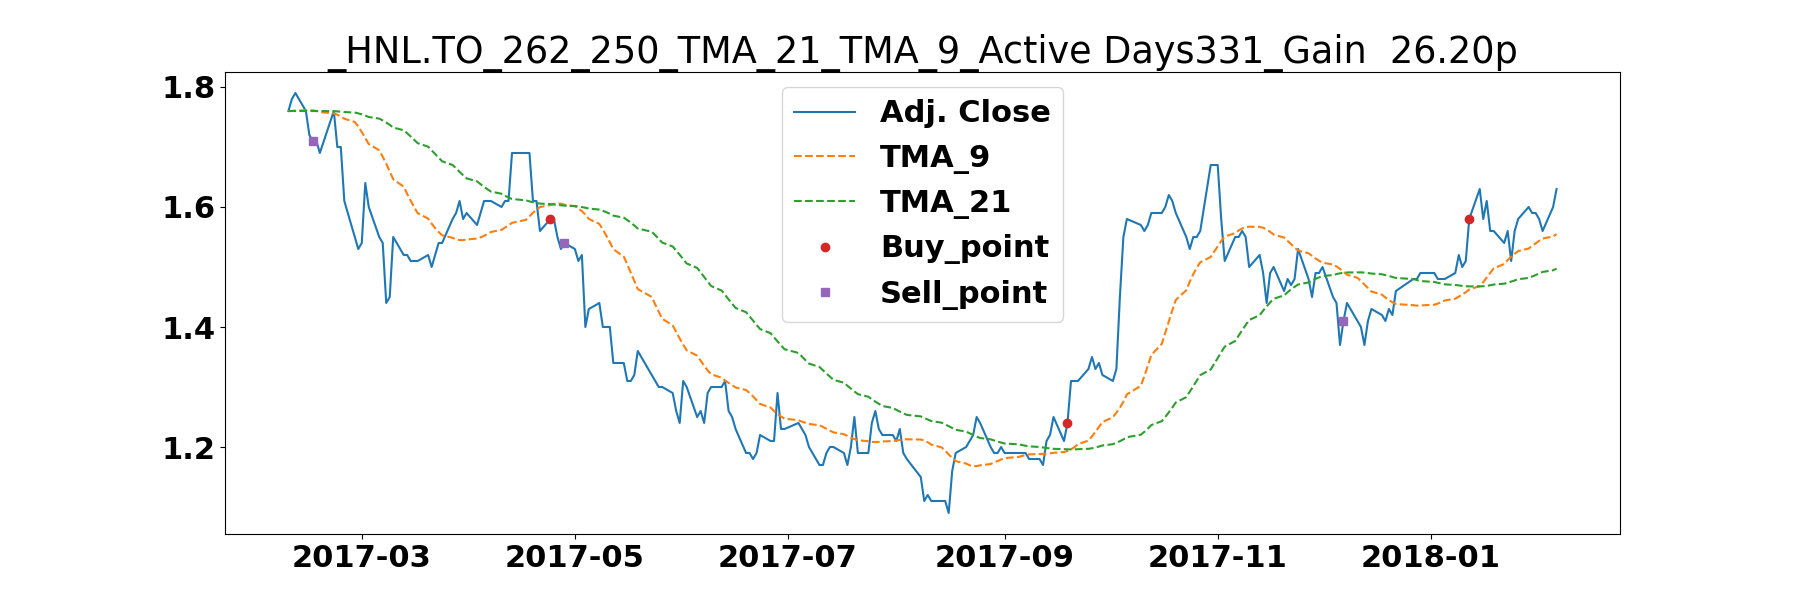 _HNL.TO_262_250_TMA_21_TMA_9_Active Days331_Gain  26.20p
1.8
1.6
1.4
1.2
Adj. Close
TMA_9
TMA_21
Buy_point
Sell_point
2017-03 2017-05 2017-07 2017-09 2017-11 2018-01